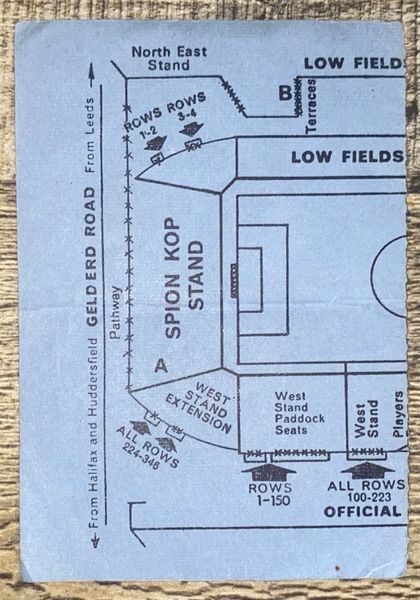 North East
Stand
LOW FIELDS
B
Terraces
ROWS
1-2
ROWS
3-4
LOW FIELDS
From Halifax and Huddersfield GELDERD ROAD From Leeds
Pathway
SPION KOP
STAND
A
WEST
STAND
EXTENSION
ALL ROWS
224-346
West
Stand
Paddock
Seats
West
Stand
Players
ROWS
1-150
ALL ROWS
100-223
OFFICIAL